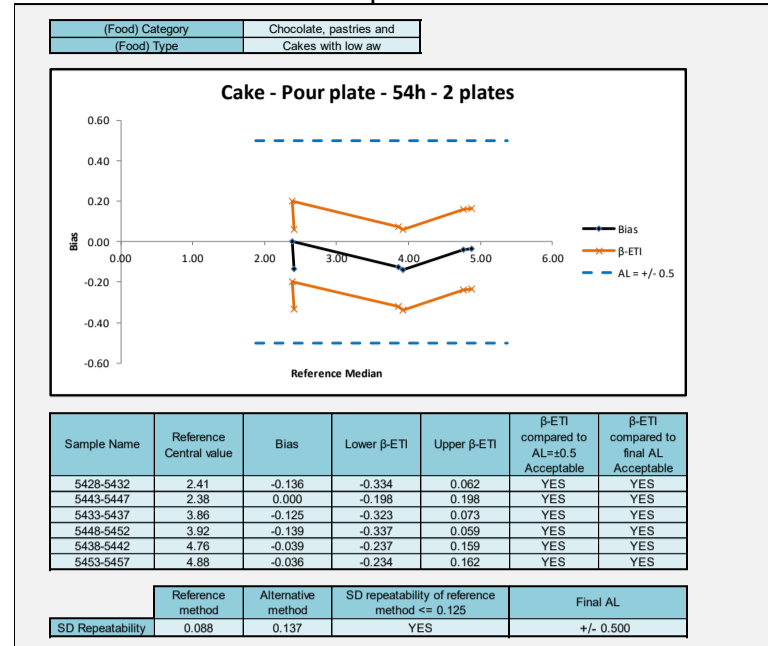 (Food) Category Chocolate, pastries and
(Food) Type Cakes with low aw
Cake - Pour plate - 54h - 2 plates
0.60
0.40
0.20
0.00
-0.20
-0.40
-0.60
0.00 1.00 2.00 3.00 4.00 5.00 6.00
Bias
Reference Median
Bias
β-ETI
AL = +/- 0.5
Sample Name Reference Central value Bias Lower β-ETI Upper β-ETI β-ETI compared to AL=±0.5 Acceptable β-ETI compared to final AL Acceptable
5428-5432 2.41 -0.136 -0.334 0.062 YES YES
5443-5447 2.38 0.000 -0.198 0.198 YES YES
5433-5437 3.86 -0.125 -0.323 0.073 YES YES
5448-5452 3.92 -0.139 -0.337 0.059 YES YES
5438-5442 4.76 -0.039 -0.237 0.159 YES YES
5453-5457 4.88 -0.036 -0.234 0.162 YES YES
Reference method Alternative method SD repeatability of reference method <= 0.125 Final AL
SD Repeatability 0.088 0.137 YES +/- 0.500